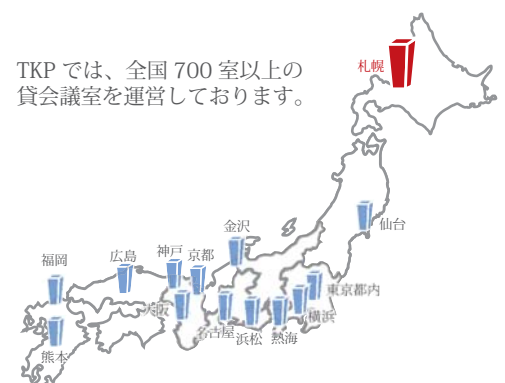 TKP では、全国 700 室以上の
貸会議室を運営しております。
札幌
仙台
金沢
神戸 京都
広島
福岡
東京都内
大阪
横浜
名古屋
浜松
熱海
熊本